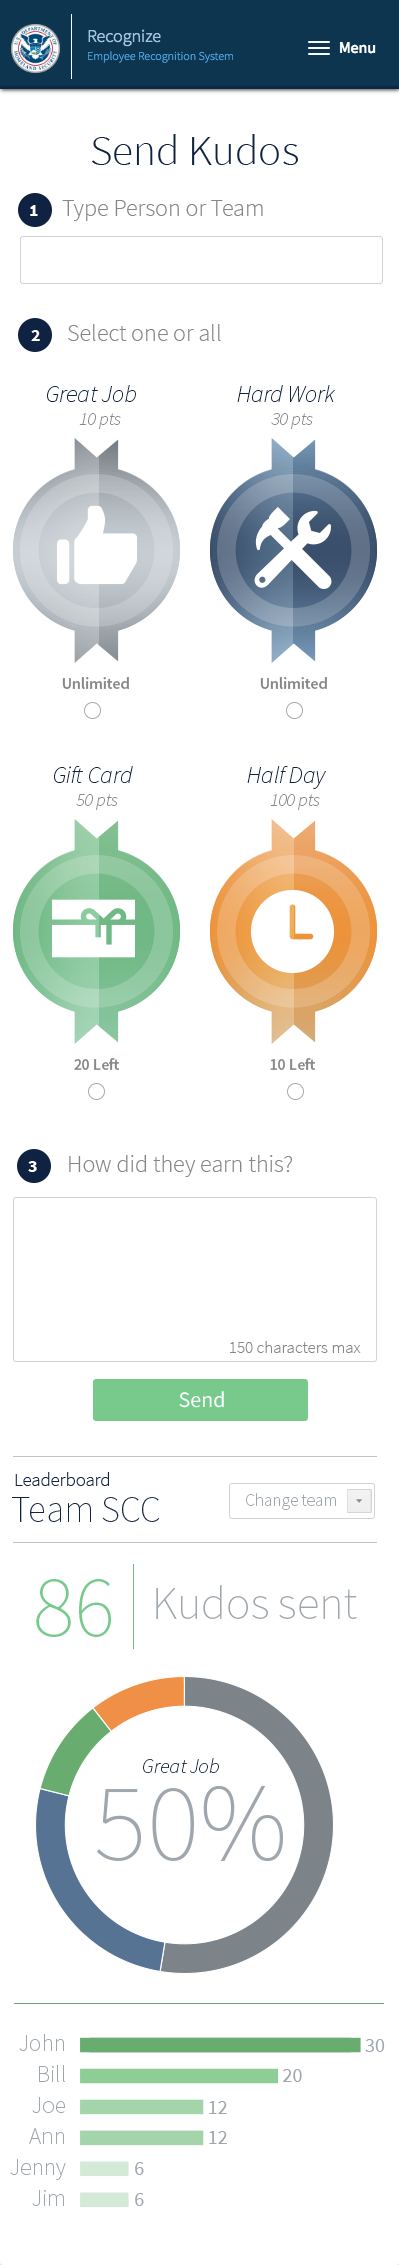 Recognize
Employee Recognition System
Menu
Send Kudos
1 Type Person or Team
2 Select one or all
Great Job
10 pts
Hard Work
30 pts
Unlimited
Unlimited
Gift Card
50 pts
Half Day
100 pts
20 Left
10 Left
3 How did they earn this?
150 characters max
Send
Leaderboard
Team SCC
Change team
86 Kudos sent
Great Job
50%
John 30
Bill 20
Joe 12
Ann 12
Jenny 6
Jim 6